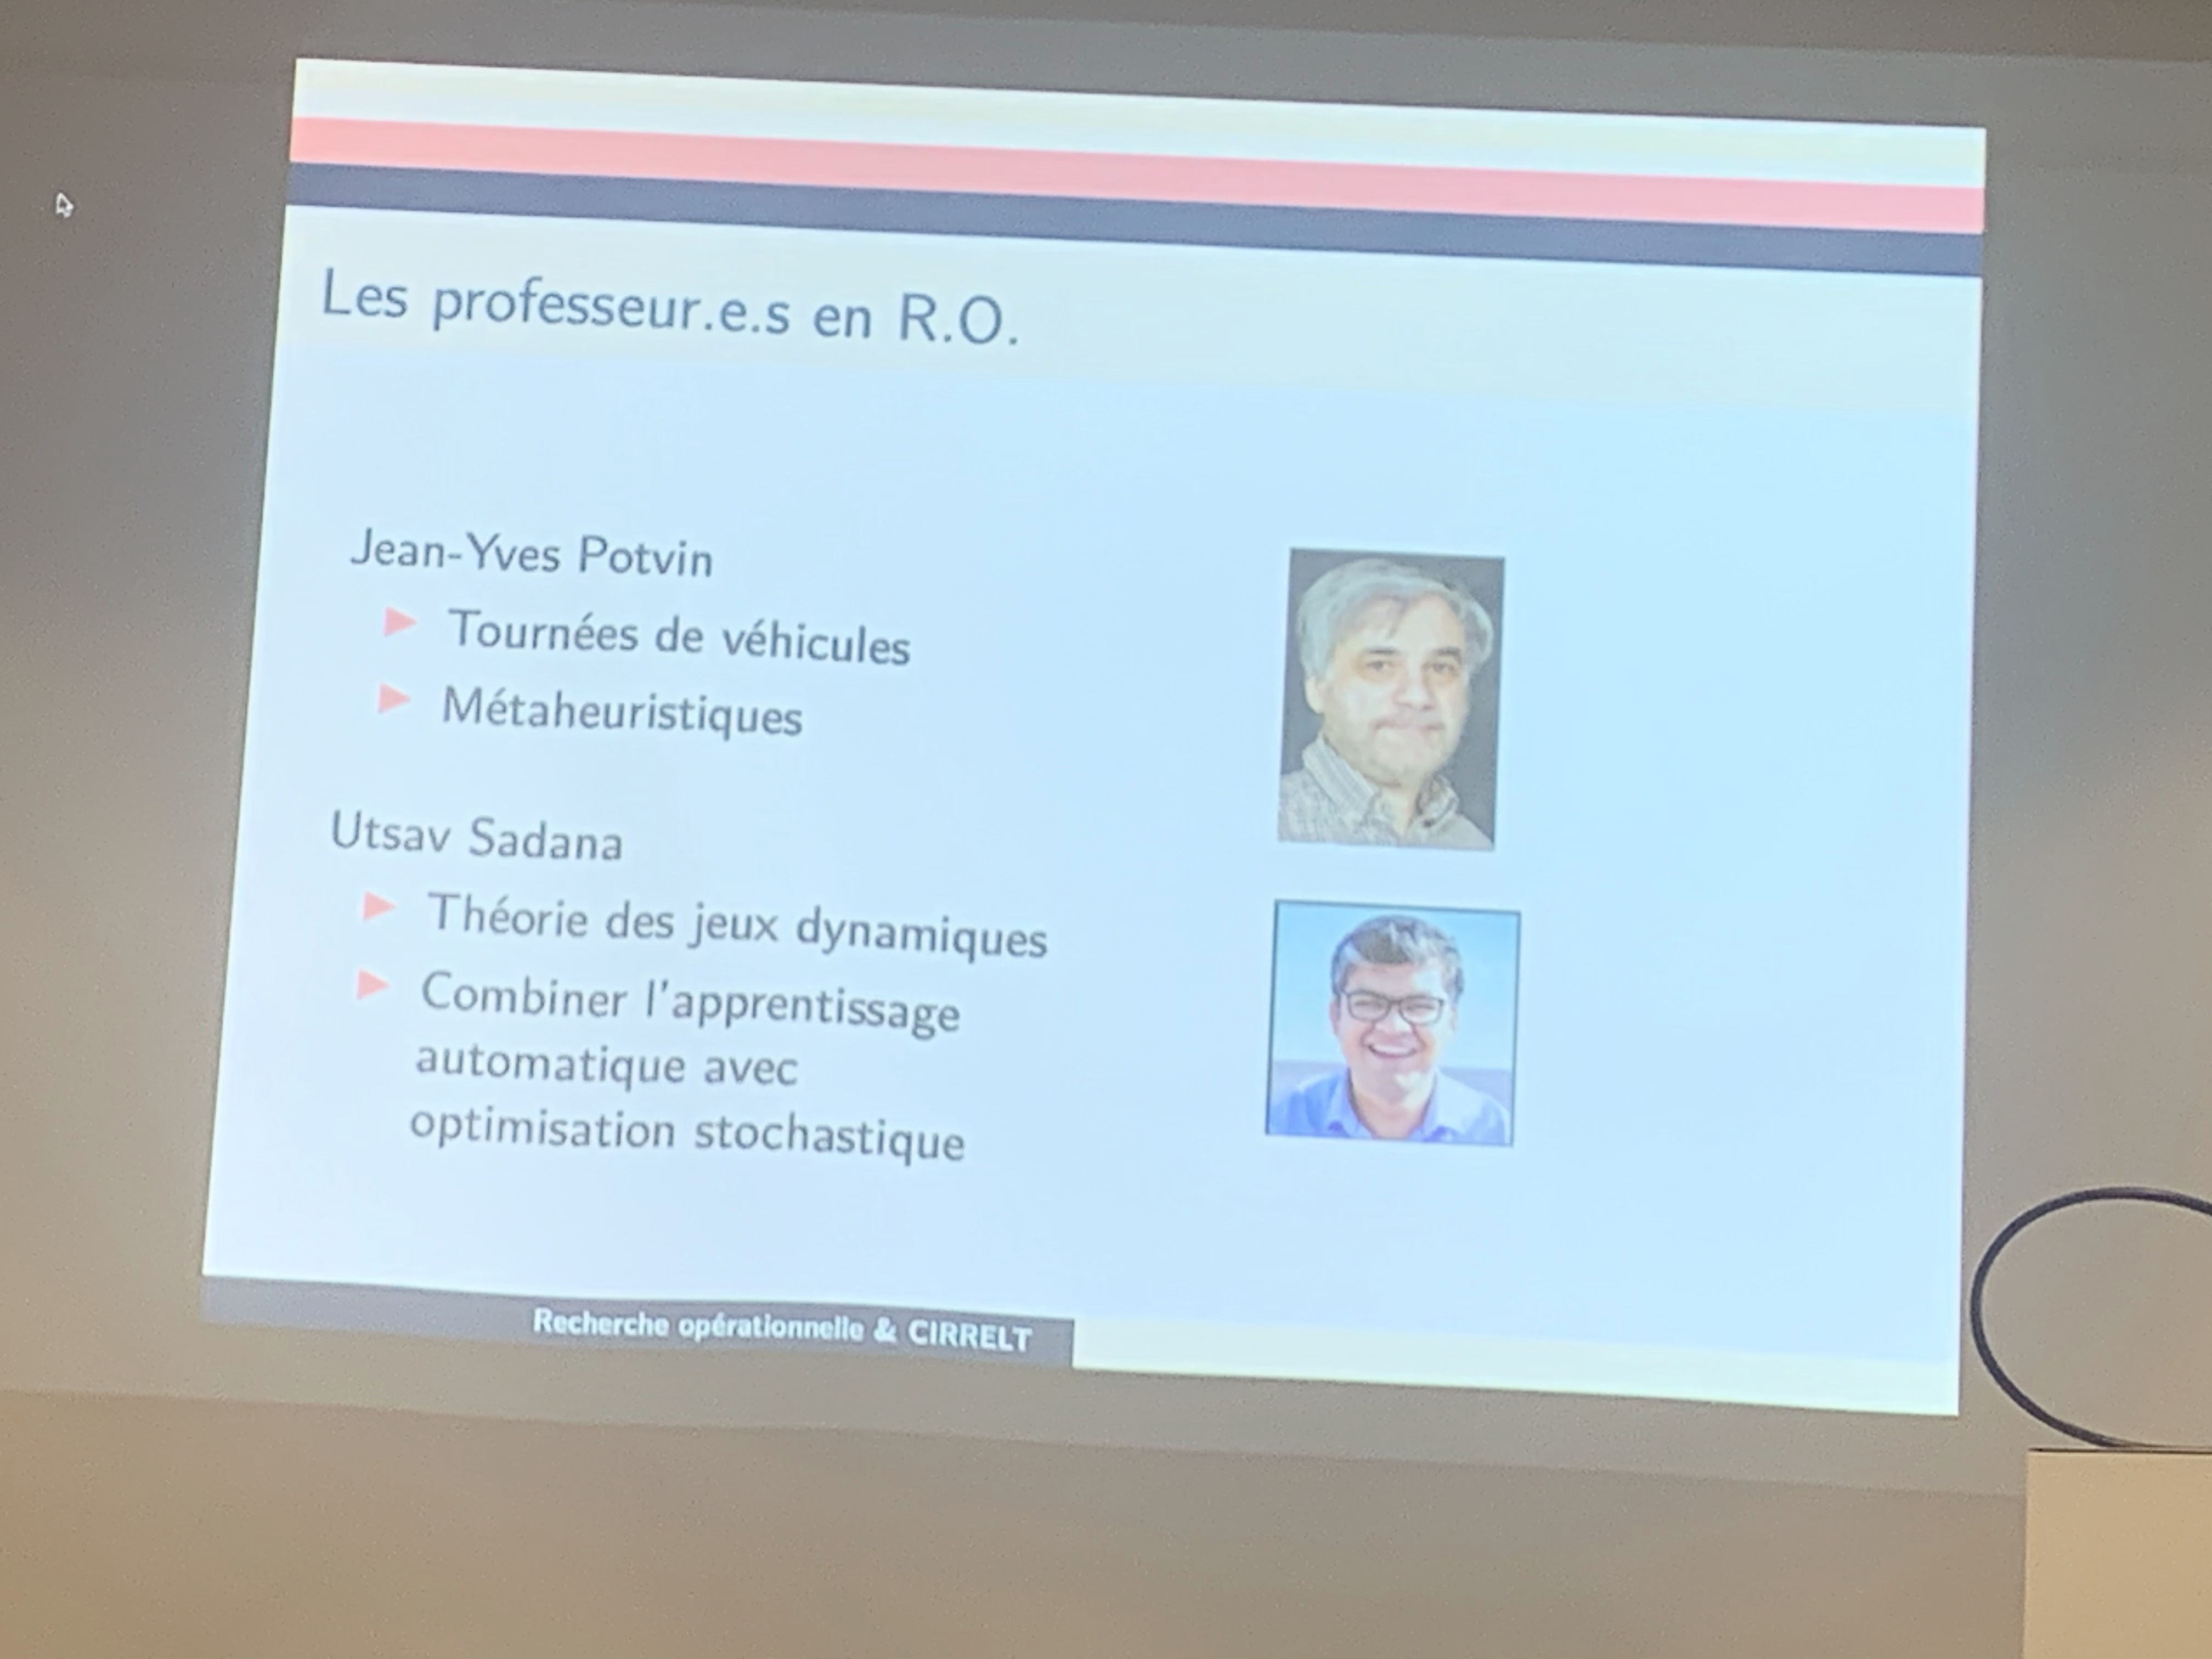 Les professeur.e.s en R.O.
Jean-Yves Potvin
Tournées de véhicules
Métaheuristiques
Utsav Sadana
Théorie des jeux dynamiques
Combiner l'apprentissage
automatique avec
optimisation stochastique
Recherche opérationnelle & CIRRELT